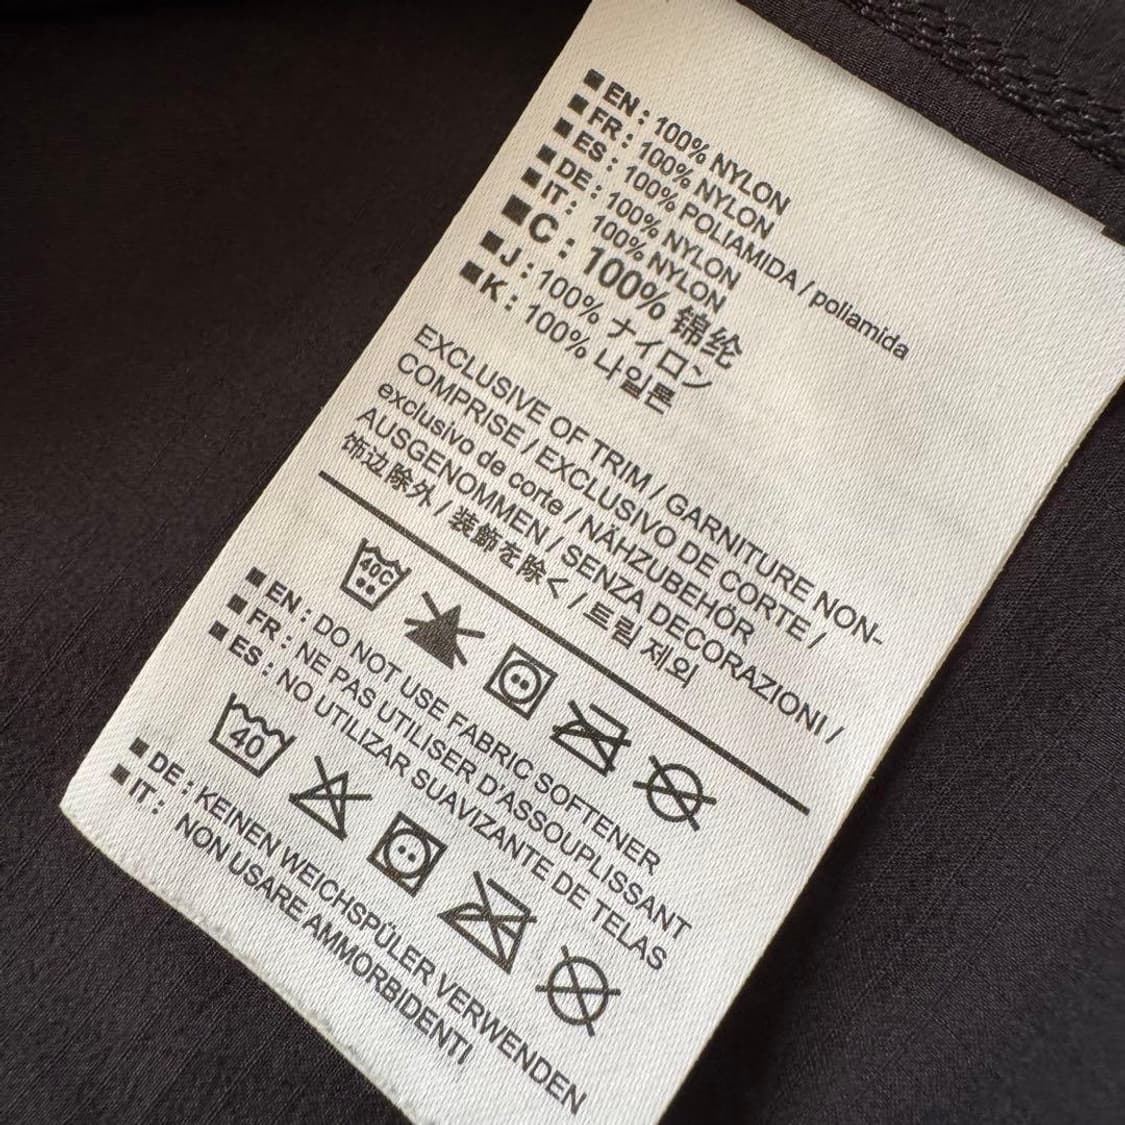 ■ EN : 100% NYLON
■ FR : 100% NYLON
■ ES : 100% POLIAMIDA / poliamida
■ DE : 100% NYLON
■ IT : 100% NYLON
■ C : 100% 锦纶
■ J : 100% ナイロン
■ K : 100% 나일론
EXCLUSIVE OF TRIM / GARNITURE NON-
COMPRISE / EXCLUSIVO DE CORTE /
exclusivo de corte / NÄHZUBEHÖR
AUSGENOMMEN / SENZA DECORAZIONI /
饰边除外 / 装飾を除く / 트림 제외
40C
■ EN : DO NOT USE FABRIC SOFTENER
■ FR : NE PAS UTILISER D'ASSOUPLISSANT
■ ES : NO UTILIZAR SUAVIZANTE DE TELAS
40
■ DE : KEINEN WEICHSPÜLER VERWENDEN
■ IT : NON USARE AMMORBIDENTI